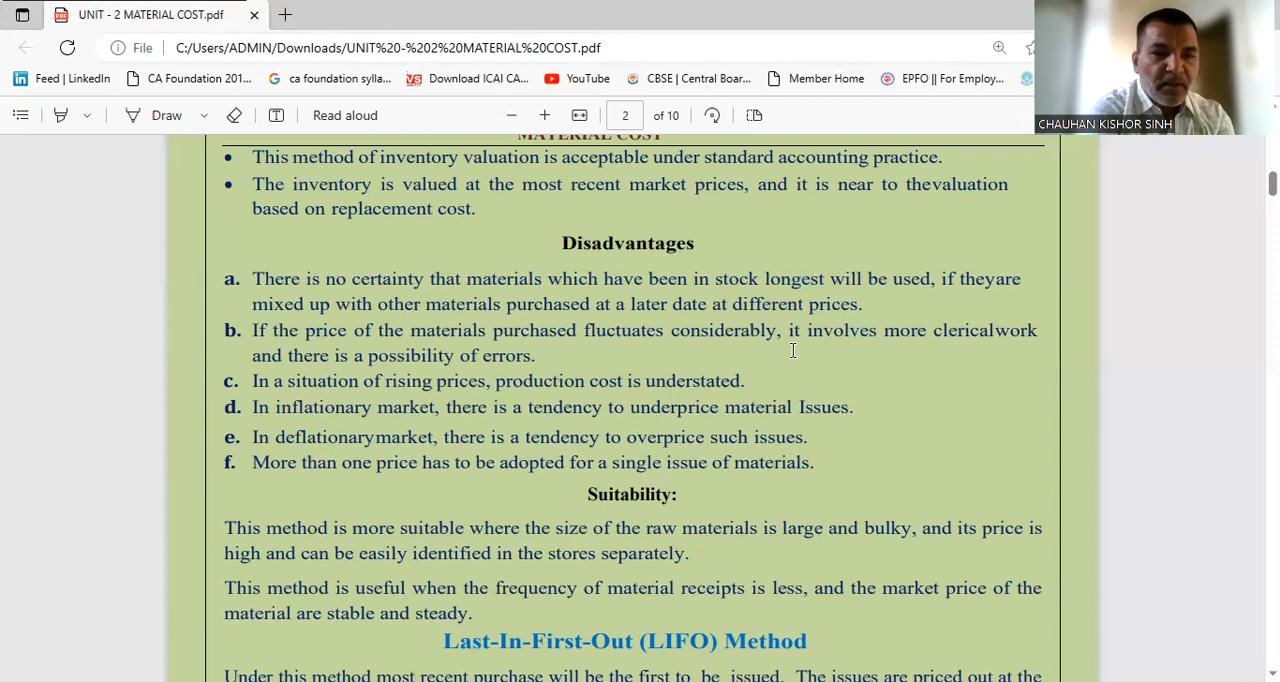 UNIT - 2 MATERIAL COST.pdf
File C:/Users/ADMIN/Downloads/UNIT%20-%202%20MATERIAL%20COST.pdf
Feed | LinkedIn CA Foundation 201... ca foundation sylla... Download ICAI CA... YouTube CBSE | Central Boar... Member Home EPFO || For Employ...
Draw Read aloud 2 of 10
CHAUHAN KISHOR SINH
MATERIAL COST
• This method of inventory valuation is acceptable under standard accounting practice.
• The inventory is valued at the most recent market prices, and it is near to thevaluation
based on replacement cost.
Disadvantages
a. There is no certainty that materials which have been in stock longest will be used, if theyare
mixed up with other materials purchased at a later date at different prices.
b. If the price of the materials purchased fluctuates considerably, it involves more clericalwork
and there is a possibility of errors.
c. In a situation of rising prices, production cost is understated.
d. In inflationary market, there is a tendency to underprice material Issues.
e. In deflationarymarket, there is a tendency to overprice such issues.
f. More than one price has to be adopted for a single issue of materials.
Suitability:
This method is more suitable where the size of the raw materials is large and bulky, and its price is
high and can be easily identified in the stores separately.
This method is useful when the frequency of material receipts is less, and the market price of the
material are stable and steady.
Last-In-First-Out (LIFO) Method
Under this method most recent purchase will be the first to be issued. The issues are priced out at the